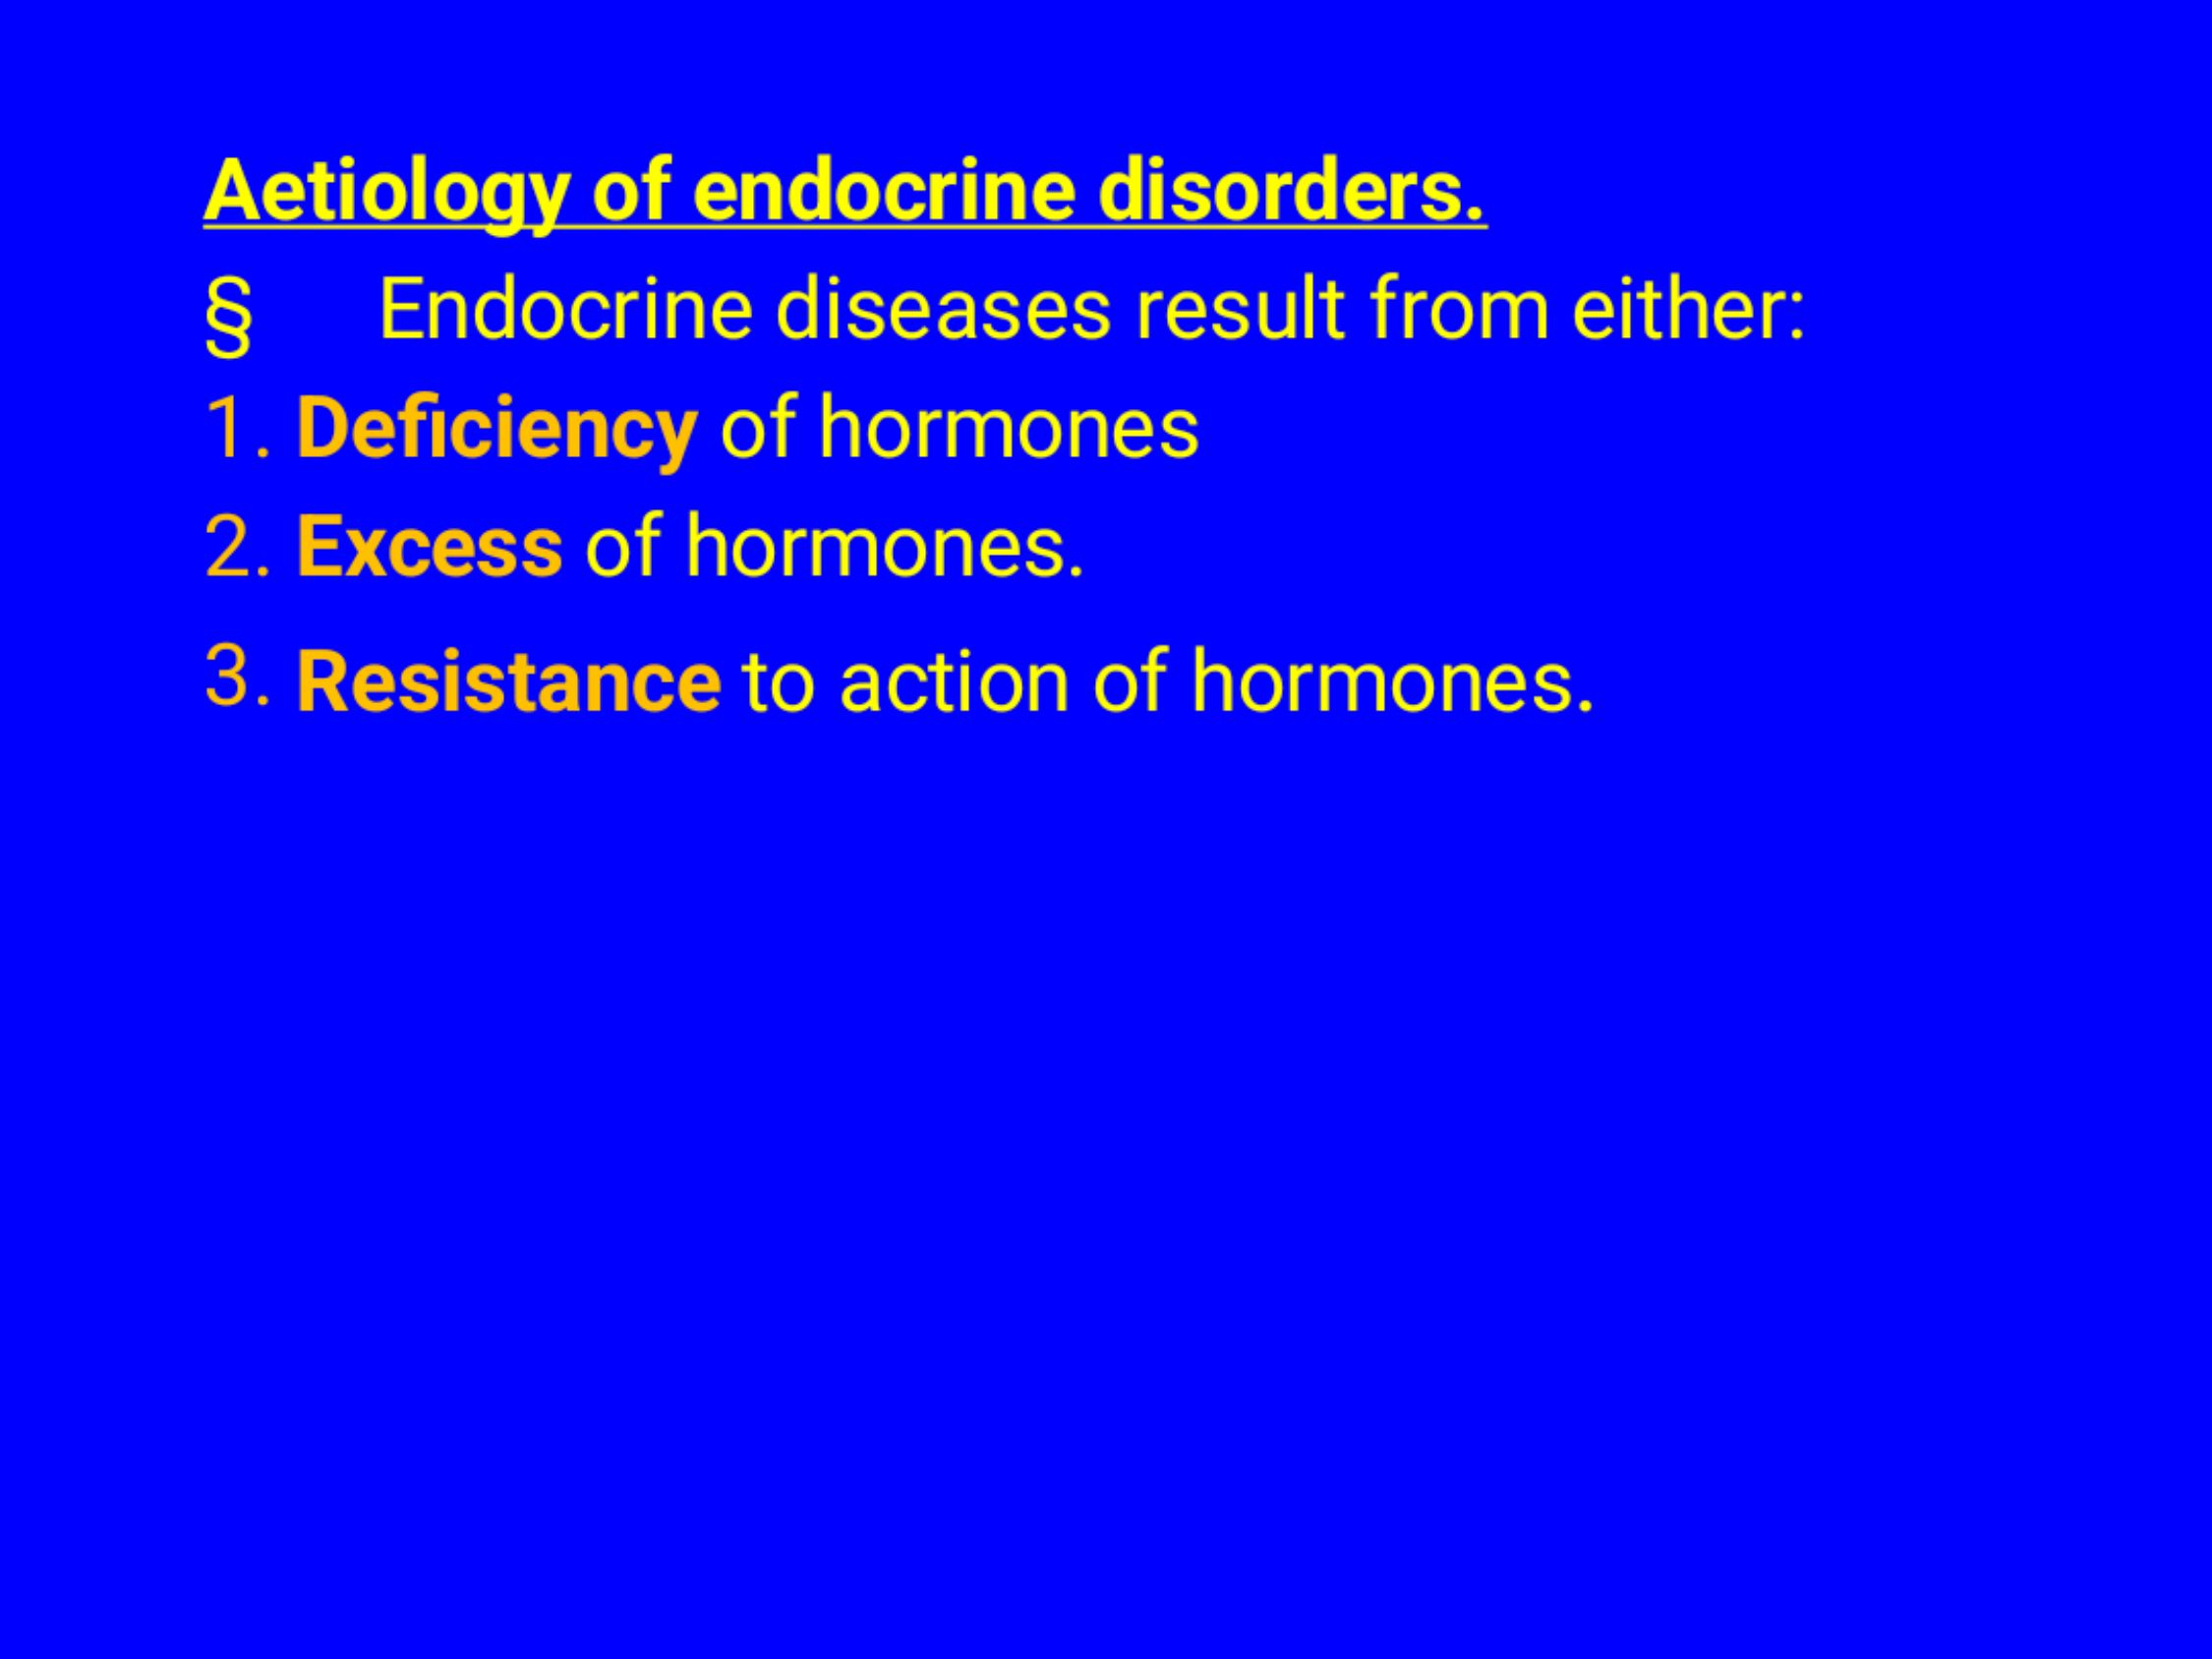 Aetiology of endocrine disorders.
§ Endocrine diseases result from either:
1. Deficiency of hormones
2. Excess of hormones.
3. Resistance to action of hormones.